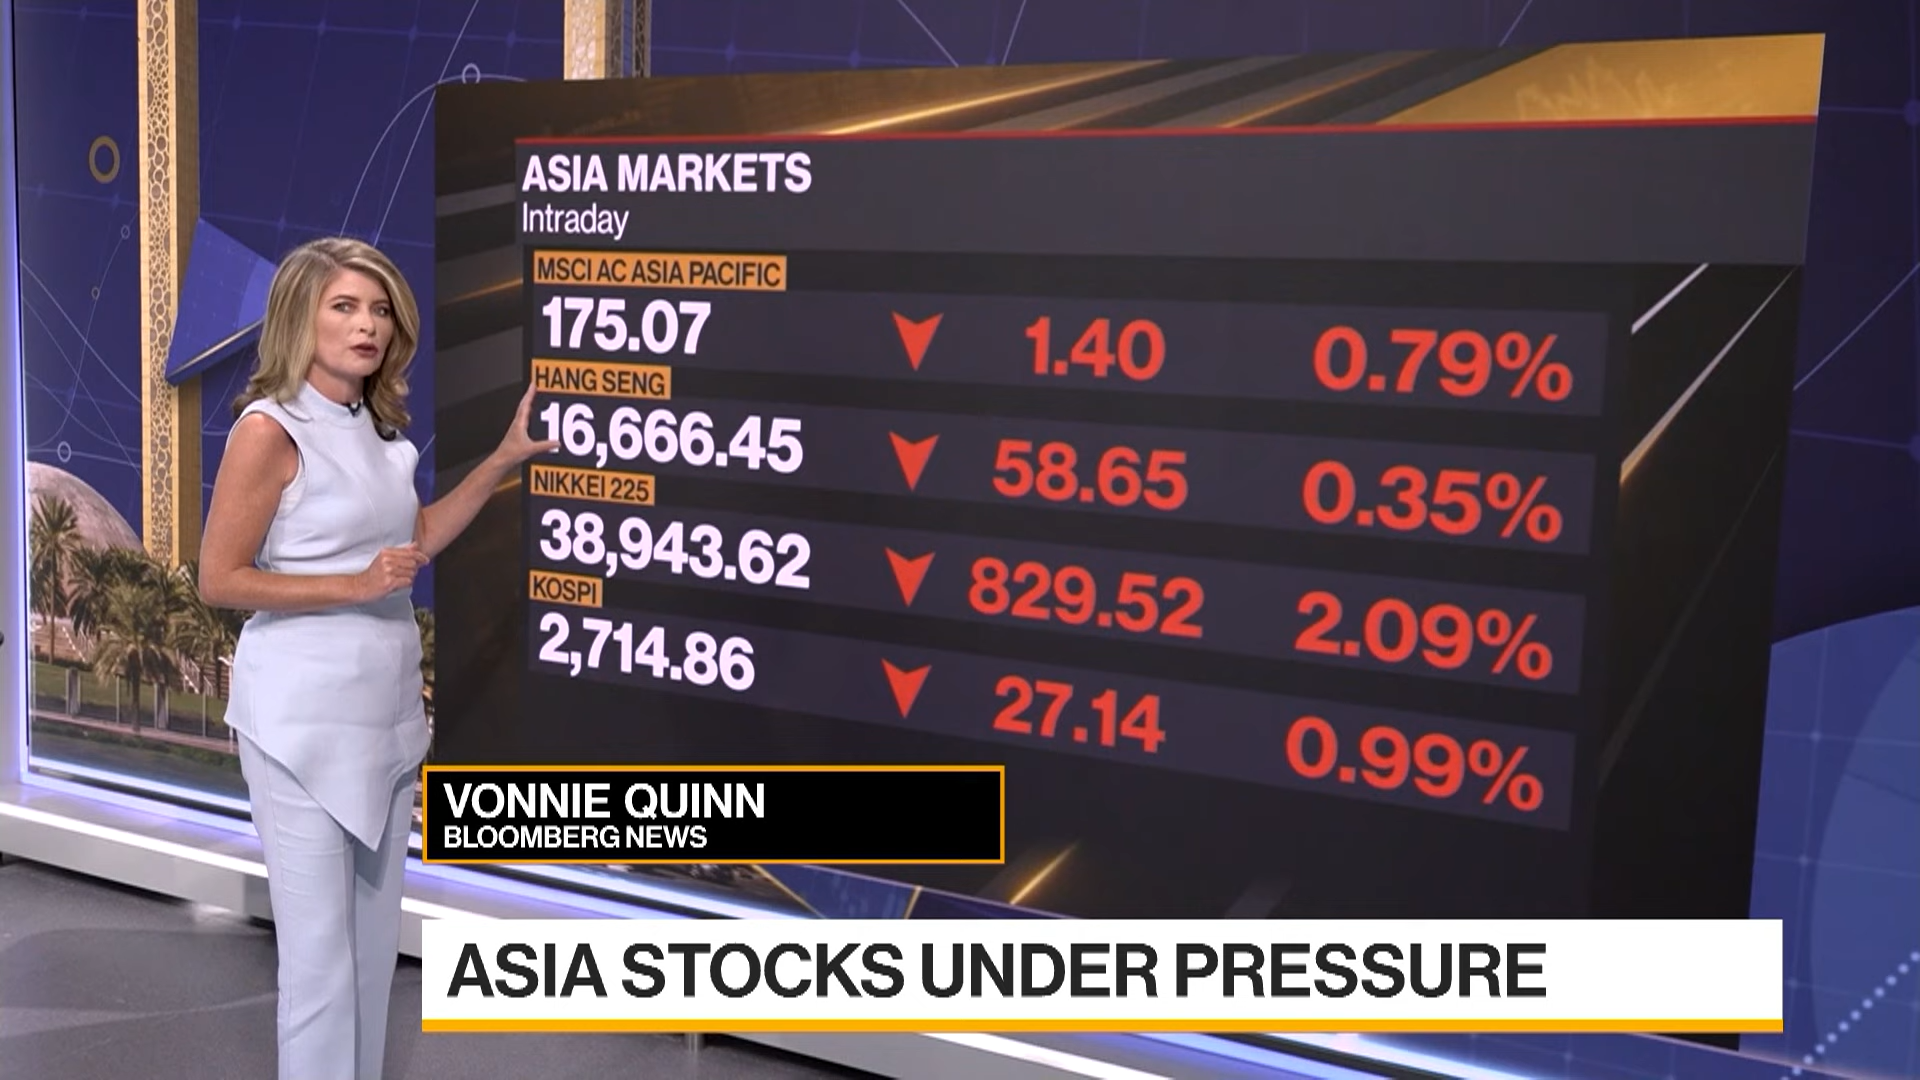 ASIA MARKETS
Intraday
MSCI AC ASIA PACIFIC
175.07 1.40 0.79%
HANG SENG
16,666.45 58.65 0.35%
NIKKEI 225
38,943.62 829.52 2.09%
KOSPI
2,714.86 27.14 0.99%
VONNIE QUINN
BLOOMBERG NEWS
ASIA STOCKS UNDER PRESSURE